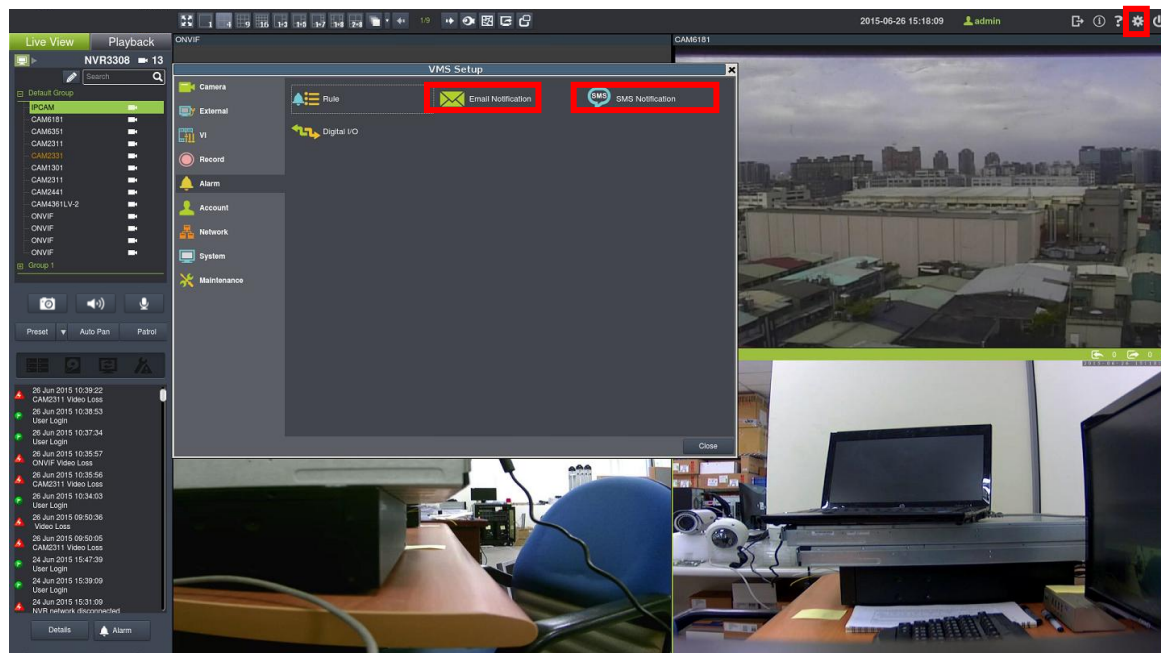 1/9
2015-06-26 15:18:09
admin
Live View
Playback
ONVIF
CAM6181
NVR3308
13
Search
Default Group
IPCAM
CAM6181
CAM6351
CAM2311
CAM2331
CAM1301
CAM2311
CAM2441
CAM4361LV-2
ONVIF
ONVIF
ONVIF
ONVIF
Group 1
VMS Setup
Camera
External
VI
Record
Alarm
Account
Network
System
Maintenance
Rule
Email Notification
SMS
SMS Notification
Digital I/O
Close
0
0
Preset
Auto Pan
Patrol
26 Jun 2015 10:39:22
CAM2311 Video Loss
26 Jun 2015 10:38:53
User Login
26 Jun 2015 10:37:34
User Login
26 Jun 2015 10:35:57
ONVIF Video Loss
26 Jun 2015 10:35:56
CAM2311 Video Loss
26 Jun 2015 10:34:03
User Login
26 Jun 2015 09:50:36
Video Loss
26 Jun 2015 09:50:05
CAM2311 Video Loss
24 Jun 2015 15:47:39
User Login
24 Jun 2015 15:39:09
User Login
24 Jun 2015 15:31:09
NVR network disconnected
Details
Alarm